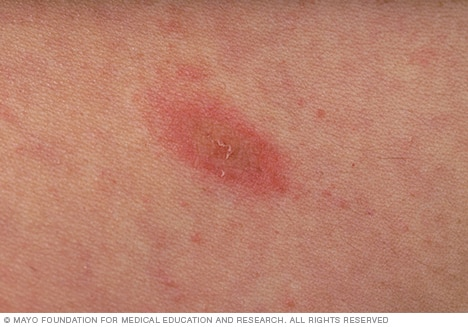 © MAYO FOUNDATION FOR MEDICAL EDUCATION AND RESEARCH. ALL RIGHTS RESERVED